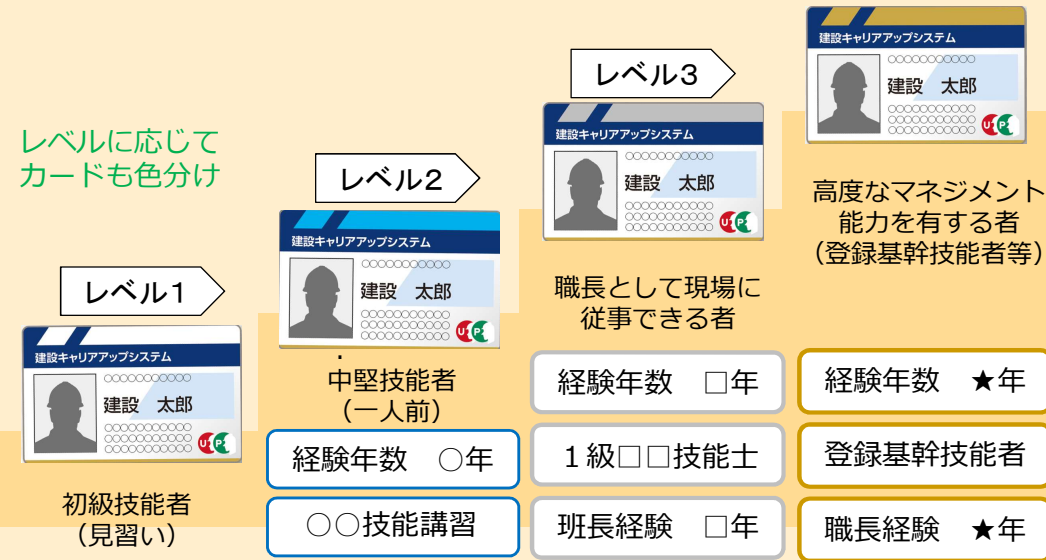 レベルに応じて
カードも色分け
レベル1
建設キャリアアップシステム
○○○○○○○○○○○
建設 太郎
○○○○○○○○○○○
○○○○○○○○○○○
○○○○○○○○○○○
初級技能者
(見習い)
レベル2
建設キャリアアップシステム
○○○○○○○○○○○
建設 太郎
○○○○○○○○○○○
○○○○○○○○○○○
○○○○○○○○○○○
中堅技能者
(一人前)
経験年数 ○年
○○技能講習
レベル3
建設キャリアアップシステム
○○○○○○○○○○○
建設 太郎
○○○○○○○○○○○
○○○○○○○○○○○
○○○○○○○○○○○
職長として現場に
従事できる者
経験年数 □年
1級□□技能士
班長経験 □年
建設キャリアアップシステム
○○○○○○○○○○○
建設 太郎
○○○○○○○○○○○
○○○○○○○○○○○
○○○○○○○○○○○
高度なマネジメント
能力を有する者
(登録基幹技能者等)
経験年数 ★年
登録基幹技能者
職長経験 ★年